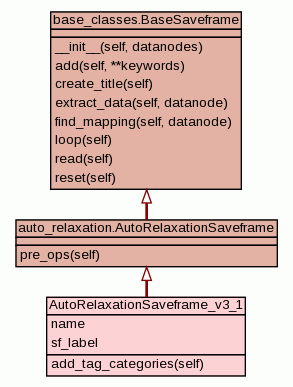 base_classes.BaseSaveframe
__init__(self, datanodes)
add(self, **keywords)
create_title(self)
extract_data(self, datanode)
find_mapping(self, datanode)
loop(self)
read(self)
reset(self)
auto_relaxation.AutoRelaxationSaveframe
pre_ops(self)
AutoRelaxationSaveframe_v3_1
name
sf_label
add_tag_categories(self)